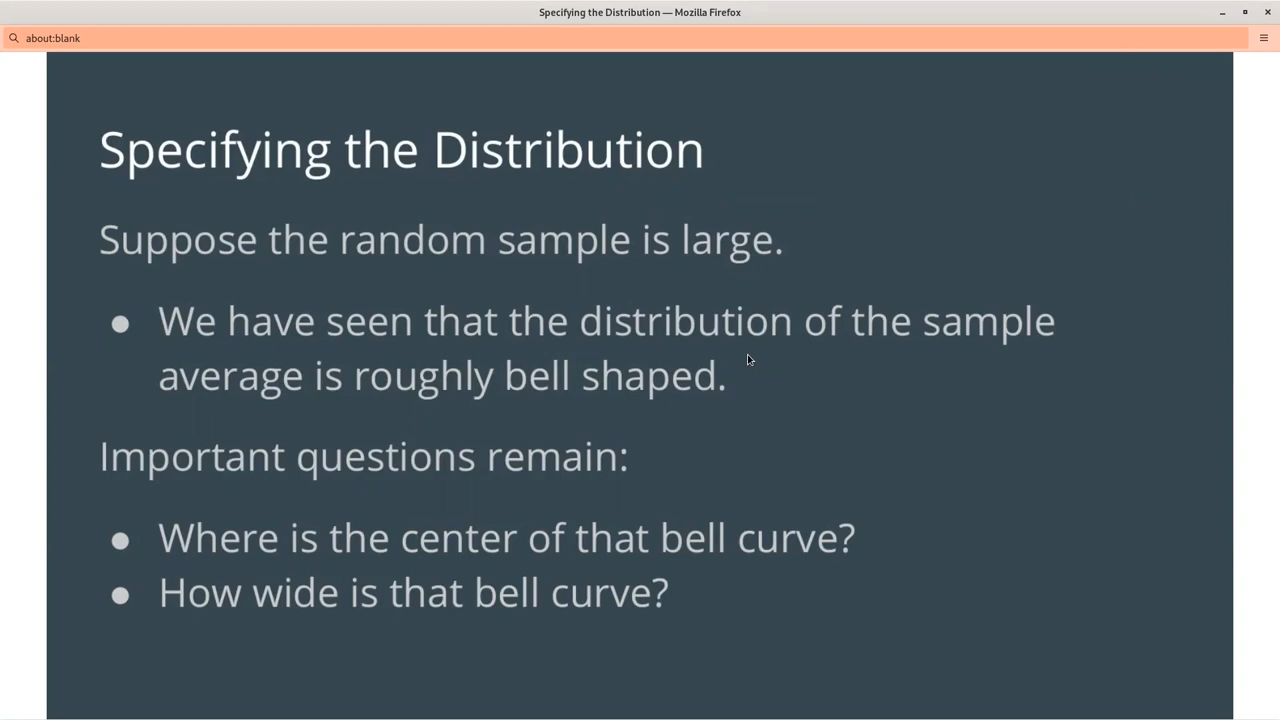 Specifying the Distribution — Mozilla Firefox
about:blank
Specifying the Distribution
Suppose the random sample is large.
● We have seen that the distribution of the sample
average is roughly bell shaped.
Important questions remain:
● Where is the center of that bell curve?
● How wide is that bell curve?